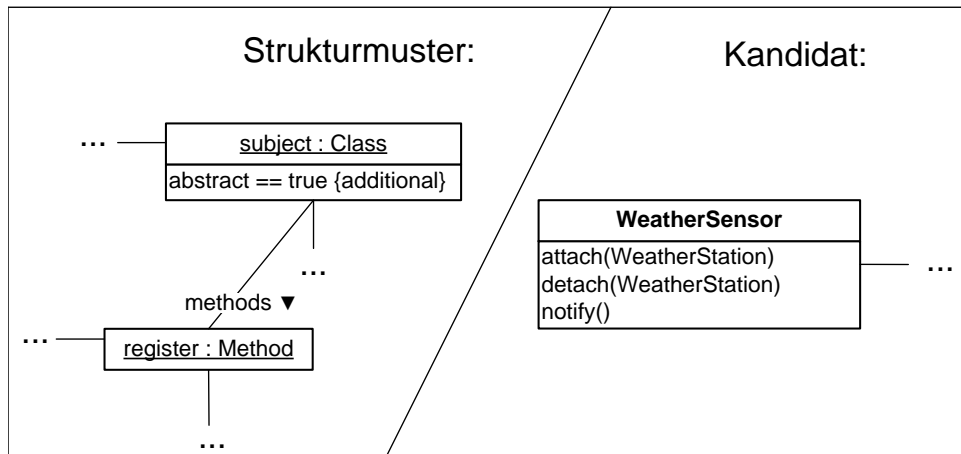 Strukturmuster:
...
subject : Class
abstract == true {additional}
...
methods ▼
...
register : Method
...
Kandidat:
WeatherSensor
attach(WeatherStation)
detach(WeatherStation)
notify()
...